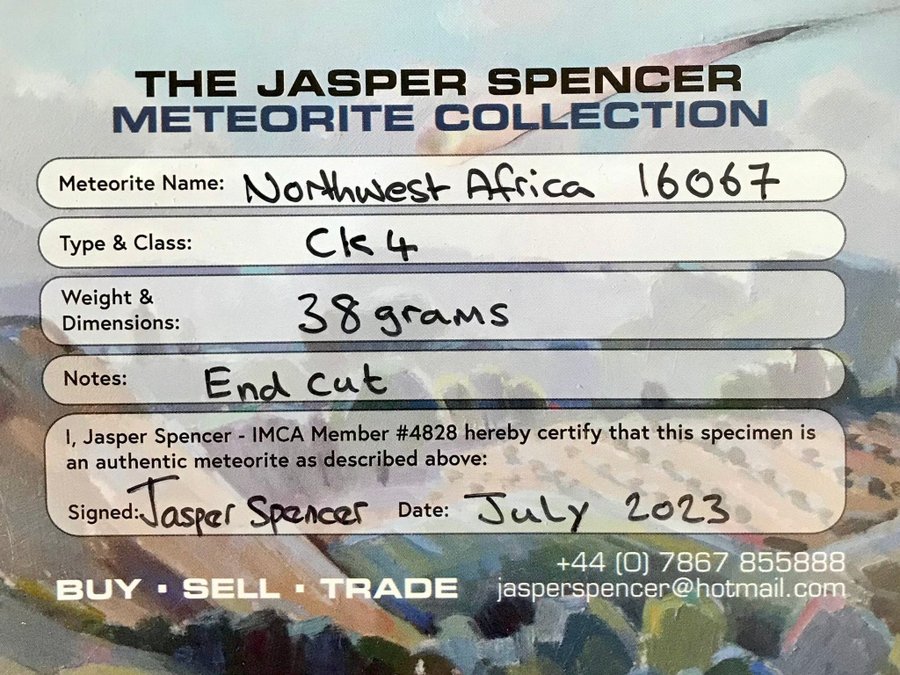 THE JASPER SPENCER
METEORITE COLLECTION
Meteorite Name: Northwest Africa 16067
Type & Class: CK4
Weight &
Dimensions: 38 grams
Notes: End cut
I, Jasper Spencer - IMCA Member #4828 hereby certify that this specimen is
an authentic meteorite as described above:
Signed: Jasper Spencer Date: July 2023
+44 (0) 7867 855888
BUY · SELL · TRADE jasperspencer@hotmail.com